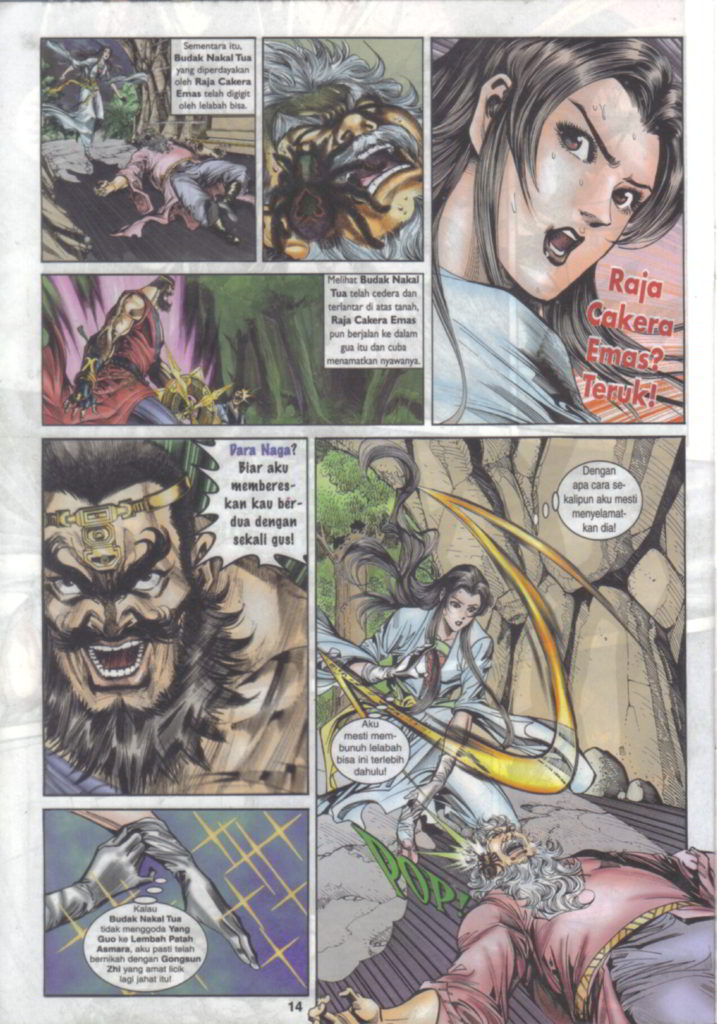 Sementara itu,
Budak Nakal Tua
yang diperdayakan
oleh Raja Cakera
Emas telah digigit
oleh lelabah bisa.
Raja
Cakera
Emas?
Teruk!
Melihat Budak Nakal
Tua telah cedera dan
terlantar di atas tanah,
Raja Cakera Emas
pun berjalan ke dalam
gua itu dan cuba
menamatkan nyawanya.
Dara Naga?
Biar aku
memberes-
kan kau ber-
dua dengan
sekali gus!
Dengan
apa cara se-
kalipun aku mesti
menyelamat-
kan dia!
Aku
mesti mem-
bunuh lelabah
bisa ini terlebih
dahulu!
POP!
Kalau
Budak Nakal Tua
tidak menggoda Yang
Guo ke Lembah Patah
Asmara, aku pasti telah
bernikah dengan Gongsun
Zhi yang amat licik
lagi jahat itu!
14